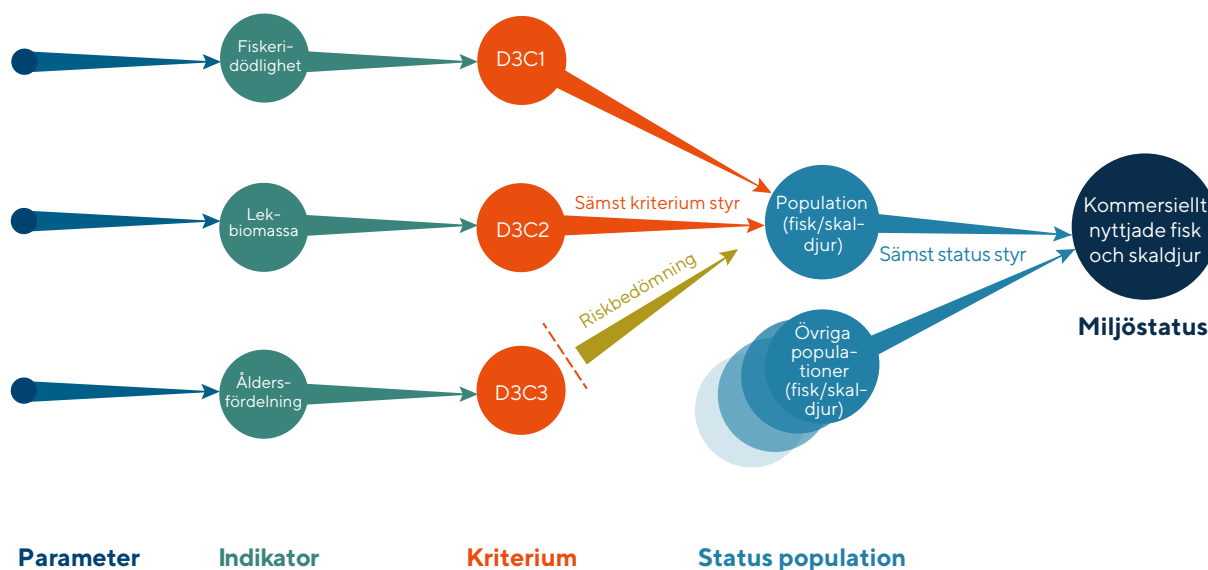 Fiskeri-
dödlighet
D3C1
Lek-
biomassa
D3C2
Sämst kriterium styr
Population
(fisk/skal-
djur)
Sämst status styr
Kommersiellt
nyttjade fisk
och skaldjur
Miljöstatus
Riskbedömning
Ålders-
fördelning
D3C3
Övriga
popula-
tioner
(fisk/skal-
djur)
Parameter
Indikator
Kriterium
Status population